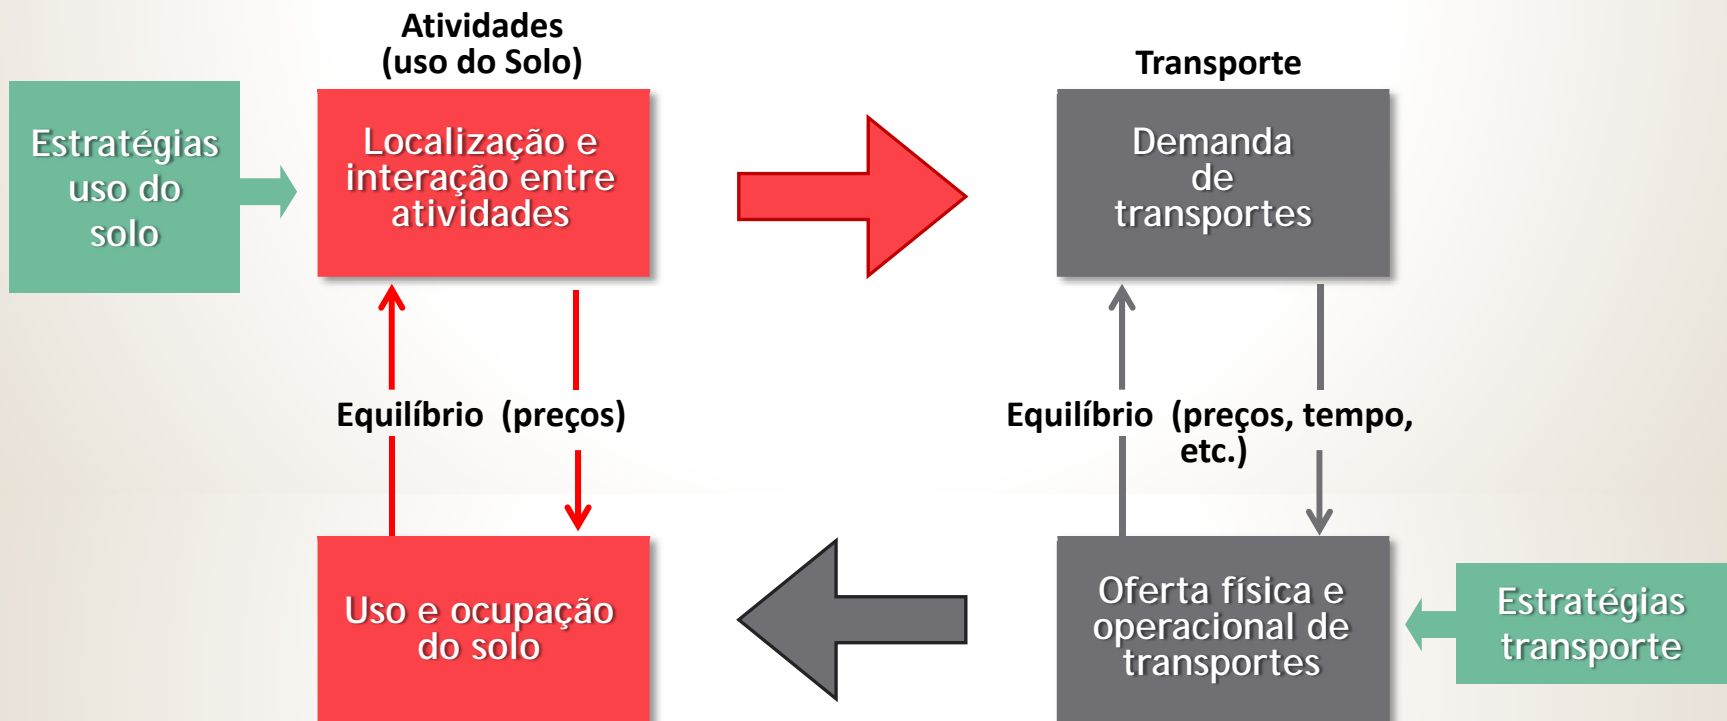 Atividades
(uso do Solo)
Transporte
Estratégias
uso do
solo
Localização e
interação entre
atividades
Demanda
de
transportes
Equilíbrio  (preços)
Equilíbrio  (preços, tempo,
etc.)
Uso e ocupação
do solo
Oferta física e
operacional de
transportes
Estratégias
transporte